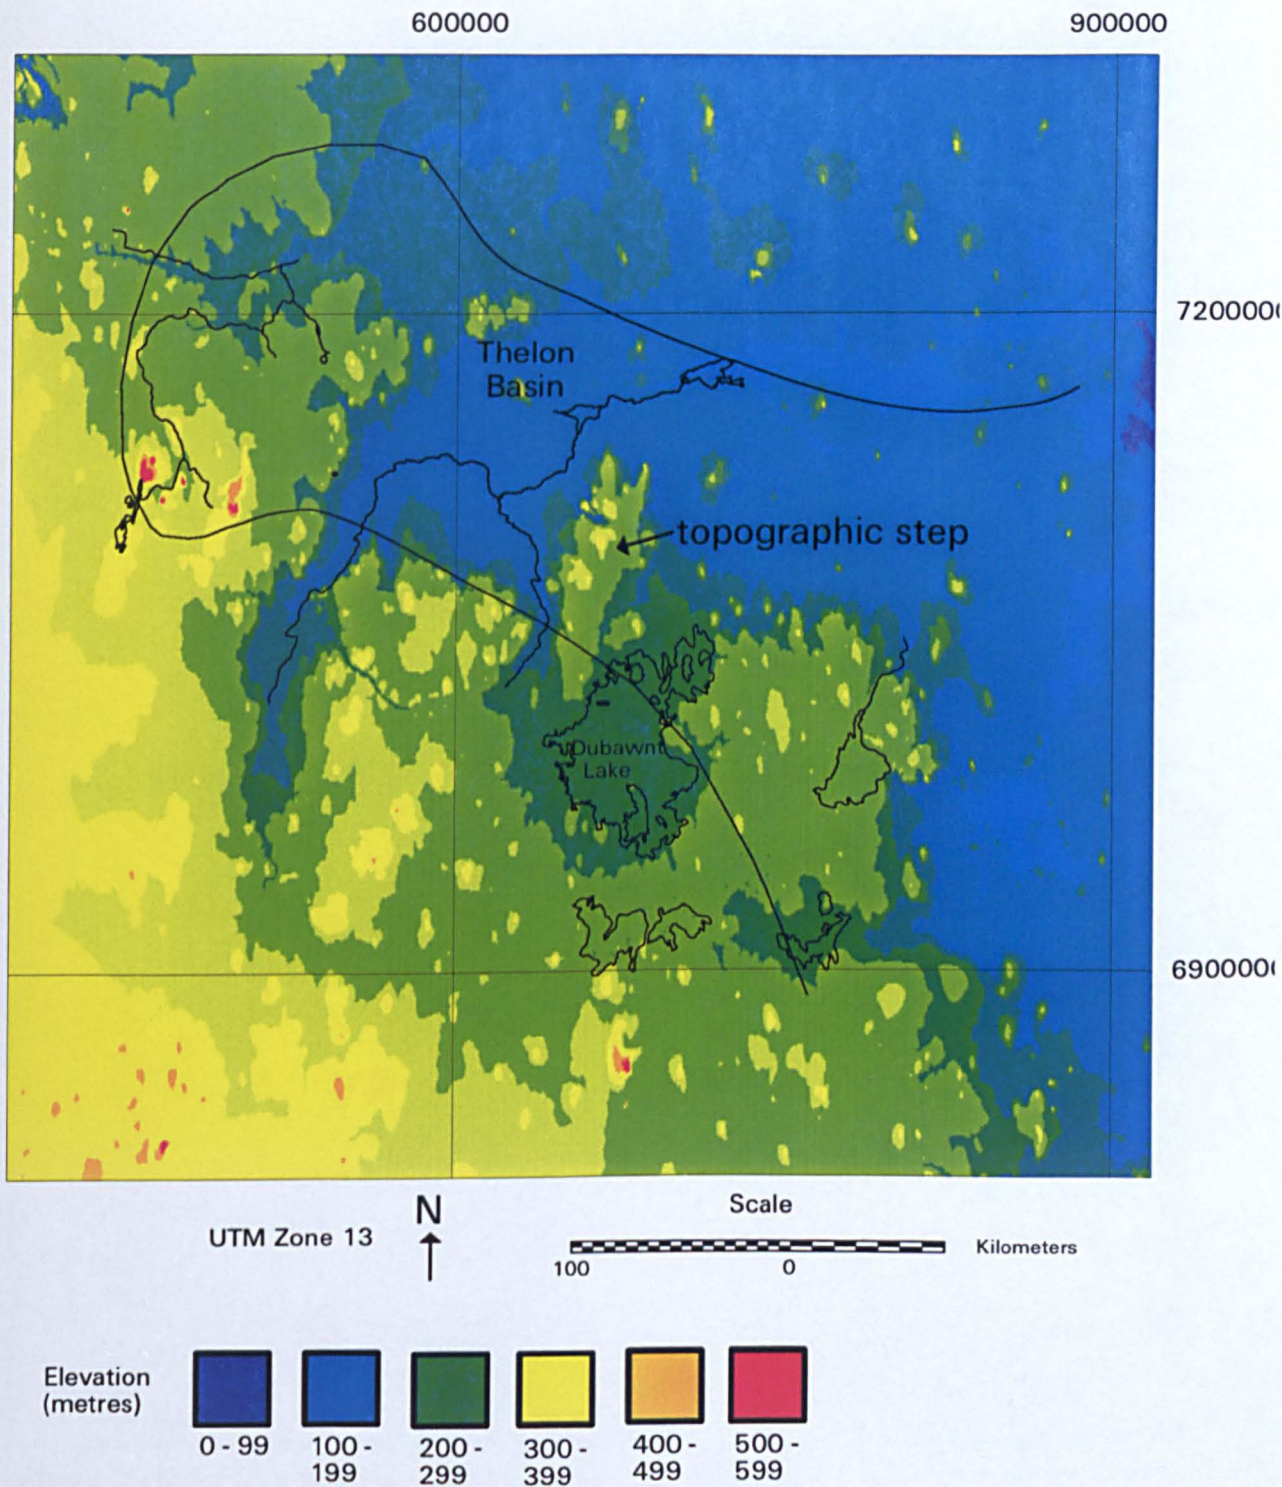 600000
900000
7200000
Thelon
Basin
topographic step
Dubawnt
Lake
6900000
N
Scale
UTM Zone 13
Kilometers
100
0
Elevation
(metres)
0 - 99
100 -
199
200 -
299
300 -
399
400 -
499
500 -
599